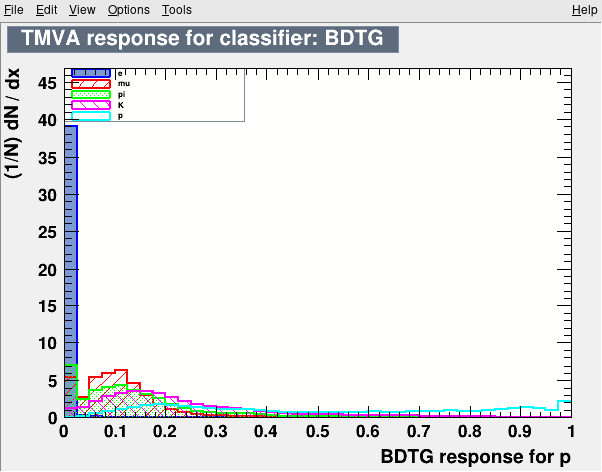 File Edit View Options Tools Help
TMVA response for classifier: BDTG
(1/N) dN / dx
e
mu
pi
K
p
45
40
35
30
25
20
15
10
5
0
0 0.1 0.2 0.3 0.4 0.5 0.6 0.7 0.8 0.9 1
BDTG response for p